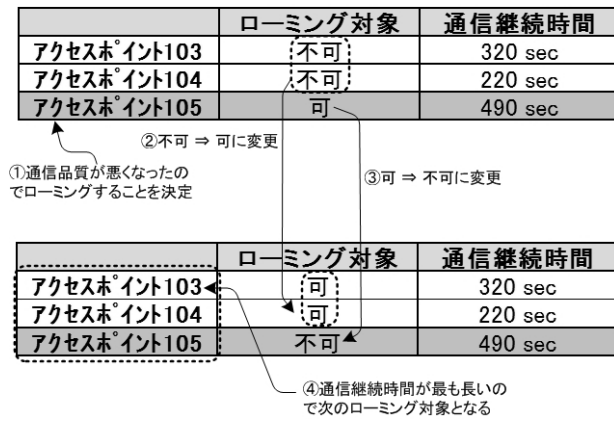 ローミング対象 通信継続時間
アクセスポイント103 不可 320 sec
アクセスポイント104 不可 220 sec
アクセスポイント105 可 490 sec
②不可 ⇒ 可に変更
①通信品質が悪くなったの
でローミングすることを決定
③可 ⇒ 不可に変更
ローミング対象 通信継続時間
アクセスポイント103 可 320 sec
アクセスポイント104 可 220 sec
アクセスポイント105 不可 490 sec
④通信継続時間が最も長いの
で次のローミング対象となる